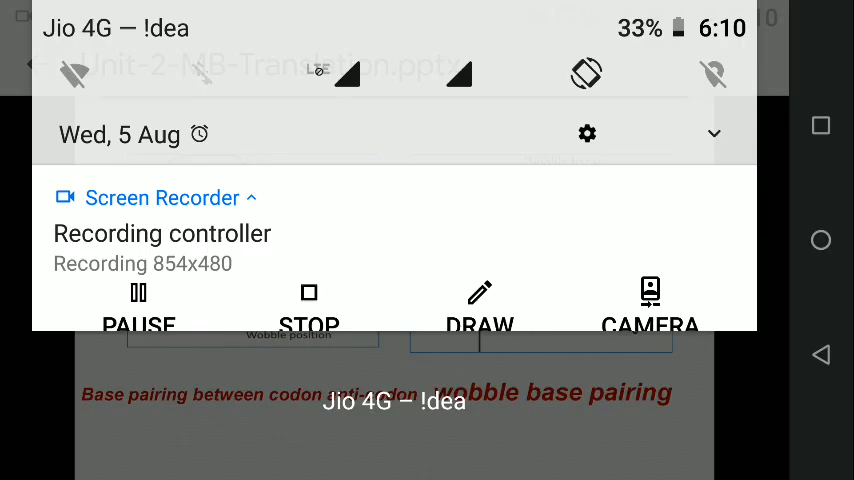 Jio 4G — !dea 33% 6:10
Unit-2-MB-Translation.pptx
LTE
Wed, 5 Aug
Screen Recorder
Recording controller
Recording 854x480
PAUSE STOP DRAW CAMERA
Wobble position
Base pairing between codon anti-codon wobble base pairing
Jio 4G — !dea